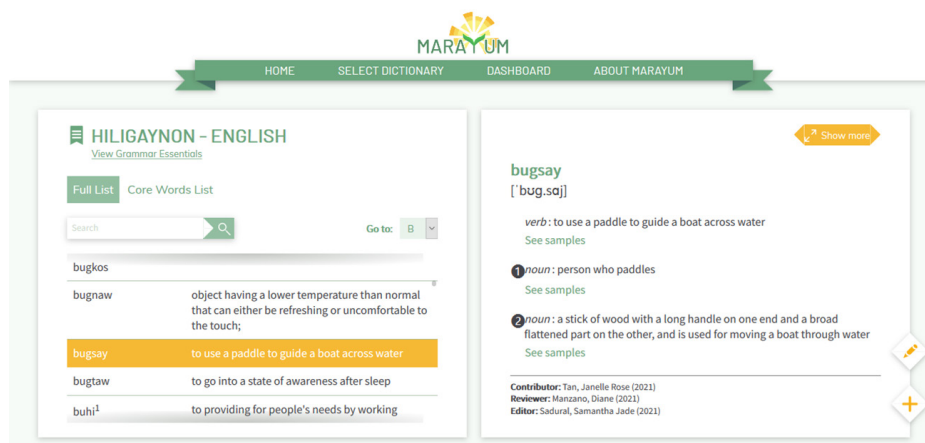 MARAYUM
HOME SELECT DICTIONARY DASHBOARD ABOUT MARAYUM
HILIGAYNON - ENGLISH
View Grammar Essentials
Full List Core Words List
Search
Go to: B
bugkos
bugnaw object having a lower temperature than normal
that can either be refreshing or uncomfortable to
the touch;
bugsay to use a paddle to guide a boat across water
bugtaw to go into a state of awareness after sleep
buhi1 to providing for people's needs by working
Show more
bugsay
[ˈbʊg.saj]
verb : to use a paddle to guide a boat across water
See samples
1 noun : person who paddles
See samples
2 noun : a stick of wood with a long handle on one end and a broad
flattened part on the other, and is used for moving a boat through water
See samples
Contributor: Tan, Janelle Rose (2021)
Reviewer: Manzano, Diane (2021)
Editor: Sadural, Samantha Jade (2021)